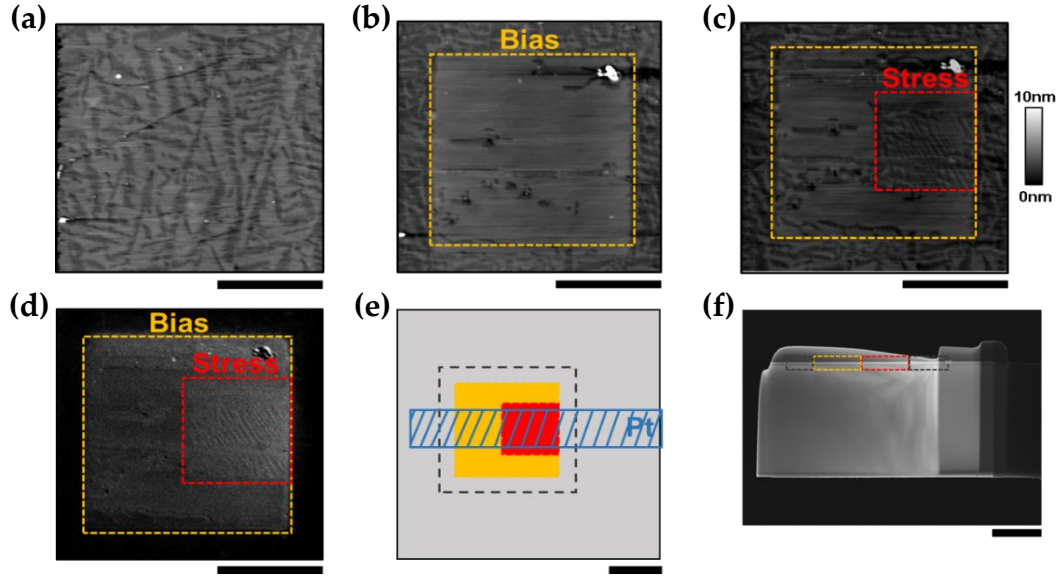 (a)
(b)
Bias
(c)
Stress
10nm
0nm
(d)
Bias
Stress
(e)
Pt
(f)